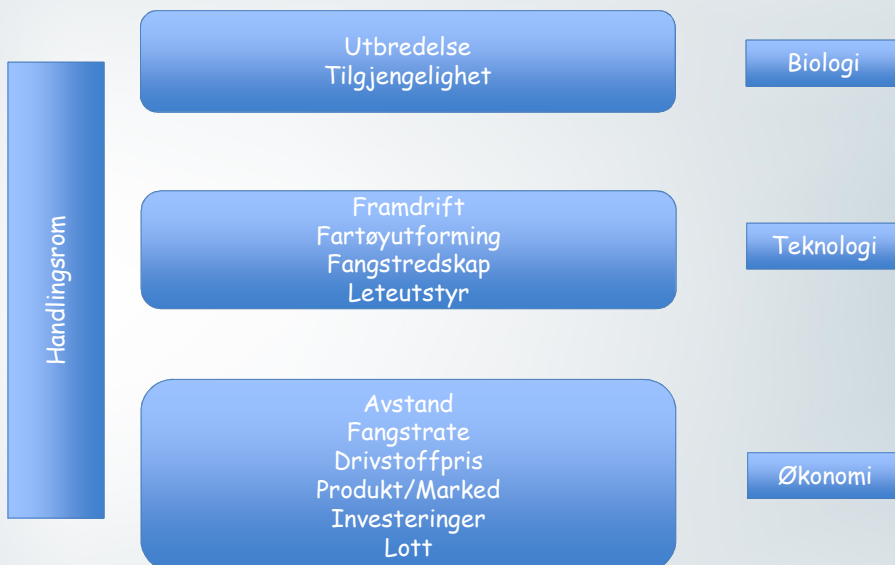 Handlingsrom
Utbredelse
Tilgjengelighet
Biologi
Framdrift
Fartøyutforming
Fangstredskap
Leteutstyr
Teknologi
Avstand
Fangstrate
Drivstoffpris
Produkt/Marked
Investeringer
Lott
Økonomi